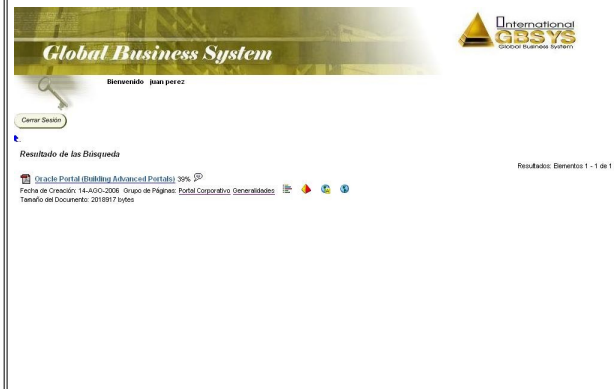 Global Business System
International
GBSYS
Global Business System
Bienvenido juan perez
Cerrar Sesión
Resultado de las Búsqueda
Resultados: Elementos 1 - 1 de 1
Oracle Portal (Building Advanced Portals) 39%
Fecha de Creación: 14-AGO-2006 Grupo de Páginas: Portal Corporativo Generalidades
Tamaño del Documento: 2018917 bytes